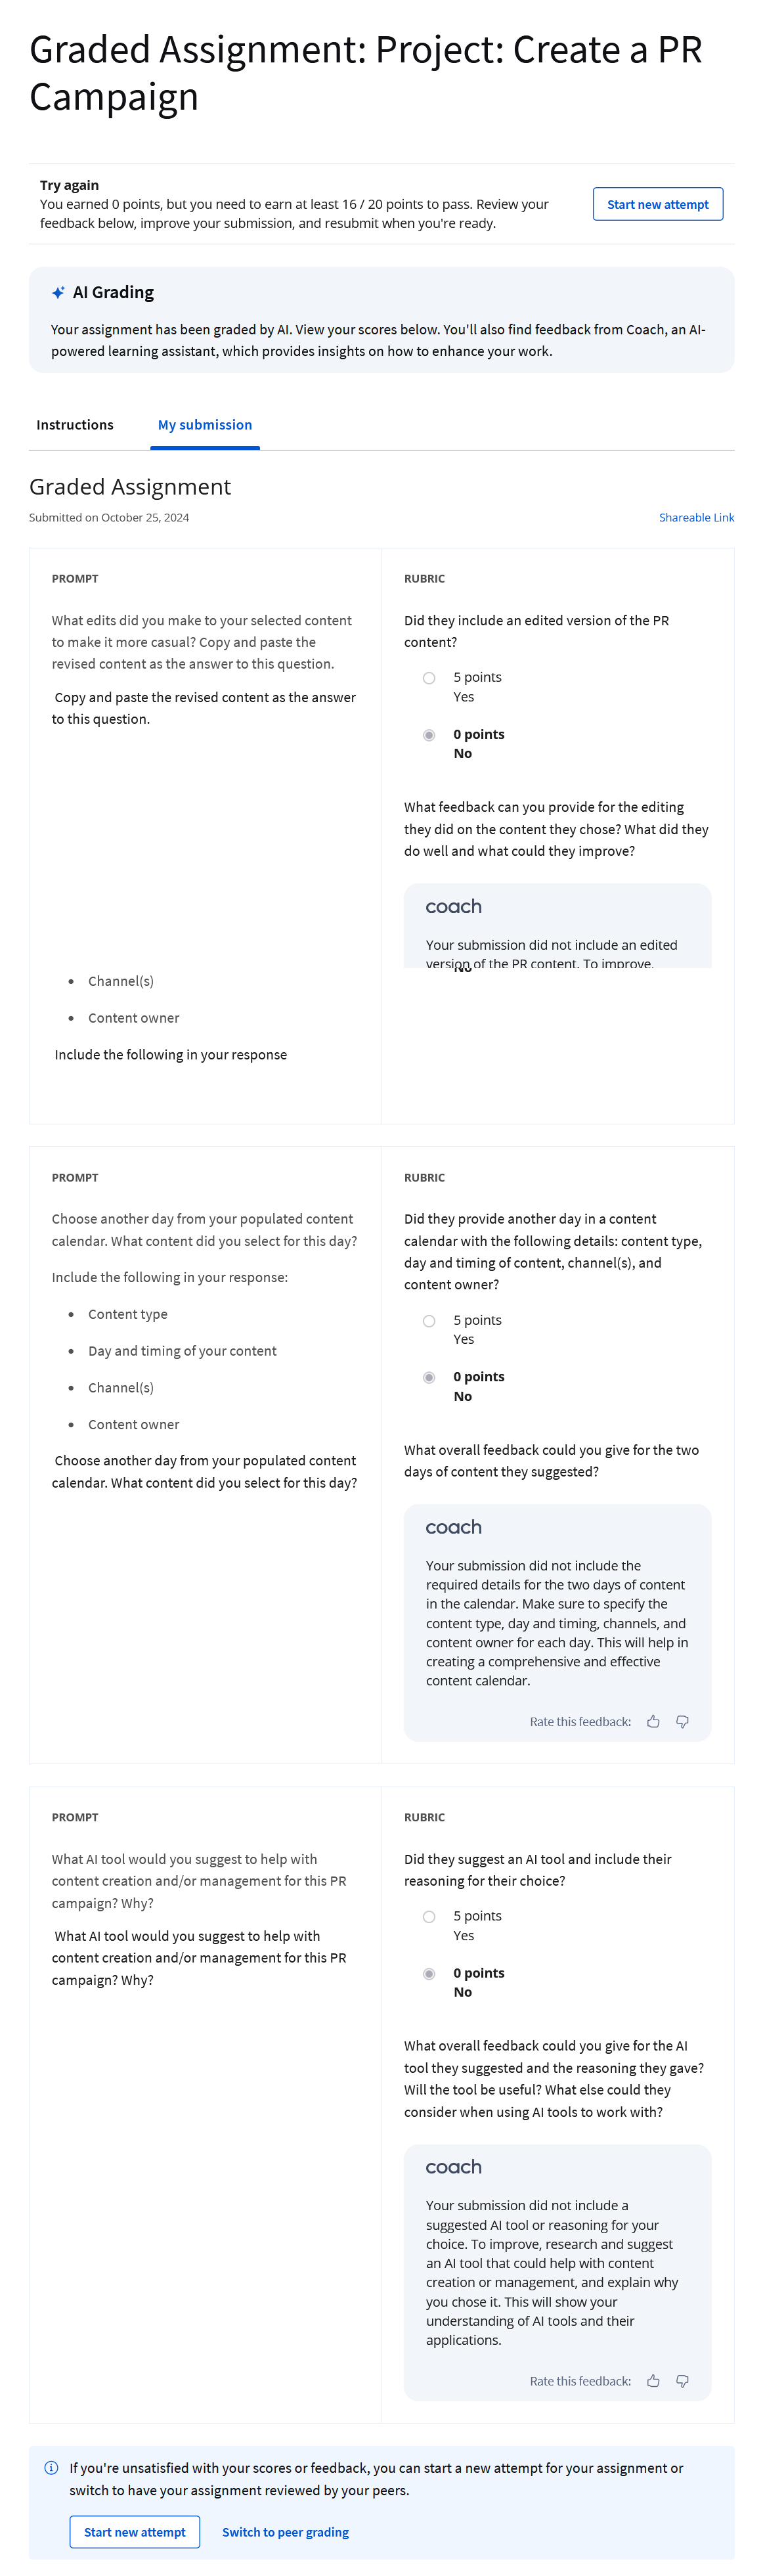 Graded Assignment: Project: Create a PR
Campaign
Try again
You earned 0 points, but you need to earn at least 16 / 20 points to pass. Review your
feedback below, improve your submission, and resubmit when you're ready.
Start new attempt
AI Grading
Your assignment has been graded by AI. View your scores below. You'll also find feedback from Coach, an AI-
powered learning assistant, which provides insights on how to enhance your work.
Instructions
My submission
Graded Assignment
Submitted on October 25, 2024
Shareable Link
PROMPT
What edits did you make to your selected content
to make it more casual? Copy and paste the
revised content as the answer to this question.
Copy and paste the revised content as the answer
to this question.
Channel(s)
Content owner
Include the following in your response
RUBRIC
Did they include an edited version of the PR
content?
5 points
Yes
0 points
No
What feedback can you provide for the editing
they did on the content they chose? What did they
do well and what could they improve?
coach
Your submission did not include an edited
version of the PR content. To improve,
PROMPT
Choose another day from your populated content
calendar. What content did you select for this day?
Include the following in your response:
Content type
Day and timing of your content
Channel(s)
Content owner
Choose another day from your populated content
calendar. What content did you select for this day?
RUBRIC
Did they provide another day in a content
calendar with the following details: content type,
day and timing of content, channel(s), and
content owner?
5 points
Yes
0 points
No
What overall feedback could you give for the two
days of content they suggested?
coach
Your submission did not include the
required details for the two days of content
in the calendar. Make sure to specify the
content type, day and timing, channels, and
content owner for each day. This will help in
creating a comprehensive and effective
content calendar.
Rate this feedback:
PROMPT
What AI tool would you suggest to help with
content creation and/or management for this PR
campaign? Why?
What AI tool would you suggest to help with
content creation and/or management for this PR
campaign? Why?
RUBRIC
Did they suggest an AI tool and include their
reasoning for their choice?
5 points
Yes
0 points
No
What overall feedback could you give for the AI
tool they suggested and the reasoning they gave?
Will the tool be useful? What else could they
consider when using AI tools to work with?
coach
Your submission did not include a
suggested AI tool or reasoning for your
choice. To improve, research and suggest
an AI tool that could help with content
creation or management, and explain why
you chose it. This will show your
understanding of AI tools and their
applications.
Rate this feedback:
If you're unsatisfied with your scores or feedback, you can start a new attempt for your assignment or
switch to have your assignment reviewed by your peers.
Start new attempt
Switch to peer grading